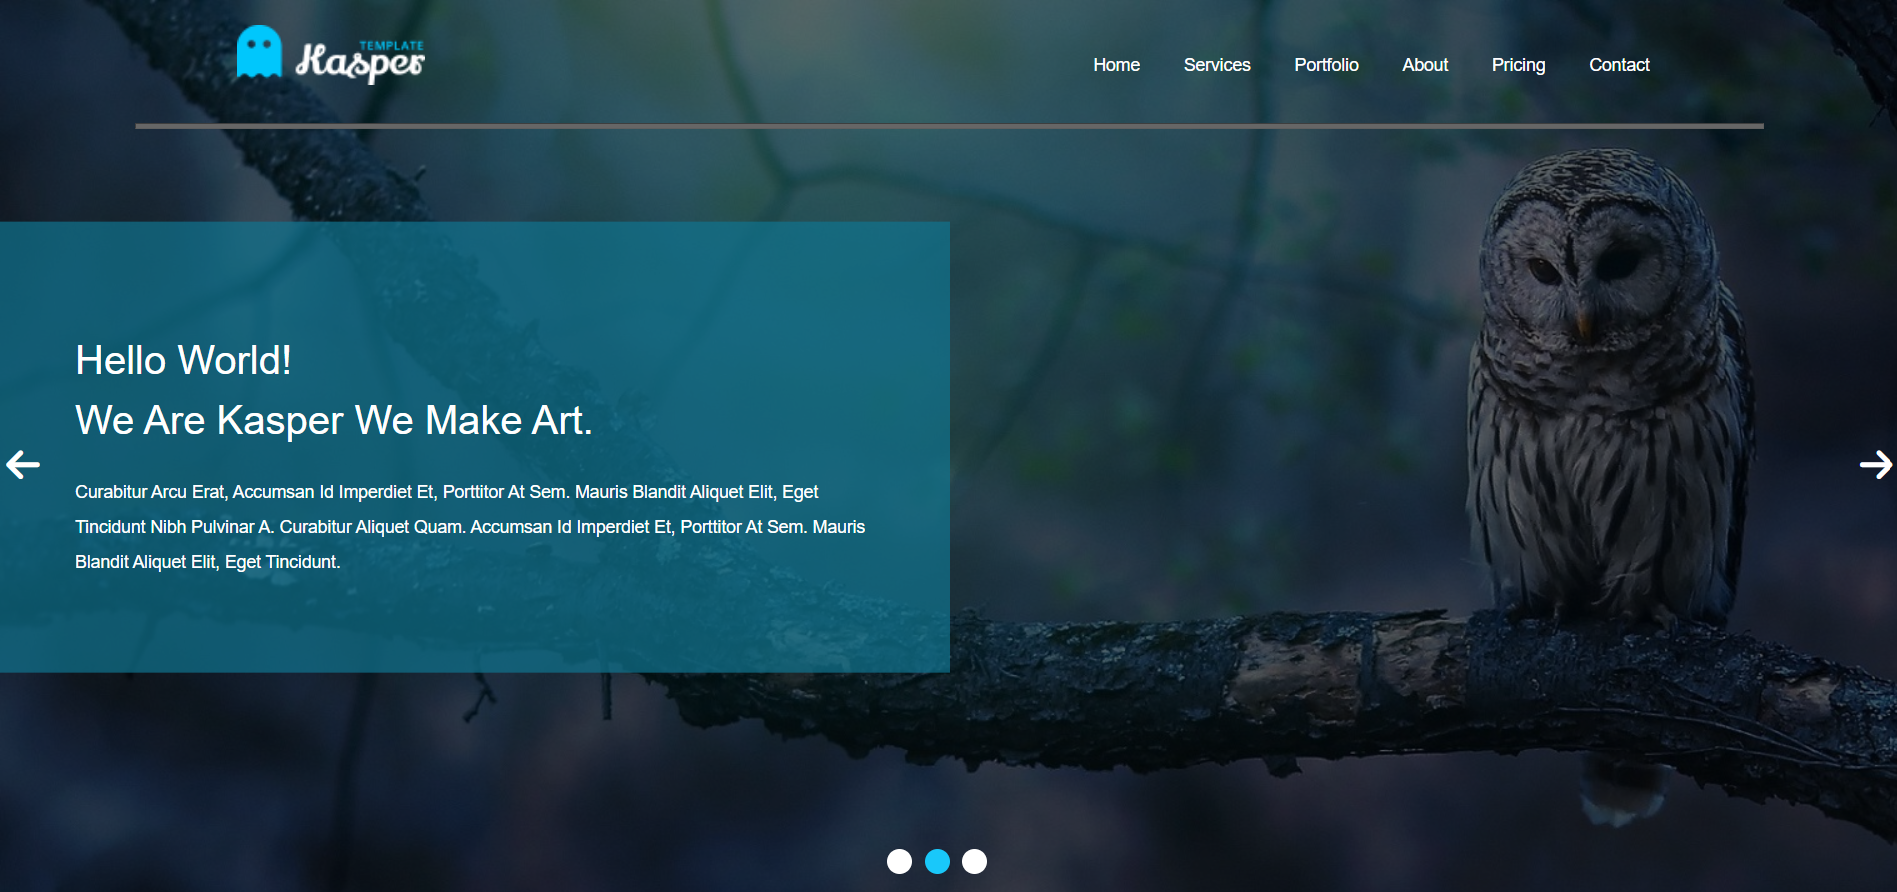 TEMPLATE
Kasper
Home Services Portfolio About Pricing Contact
Hello World!
We Are Kasper We Make Art.
Curabitur Arcu Erat, Accumsan Id Imperdiet Et, Porttitor At Sem. Mauris Blandit Aliquet Elit, Eget
Tincidunt Nibh Pulvinar A. Curabitur Aliquet Quam. Accumsan Id Imperdiet Et, Porttitor At Sem. Mauris
Blandit Aliquet Elit, Eget Tincidunt.